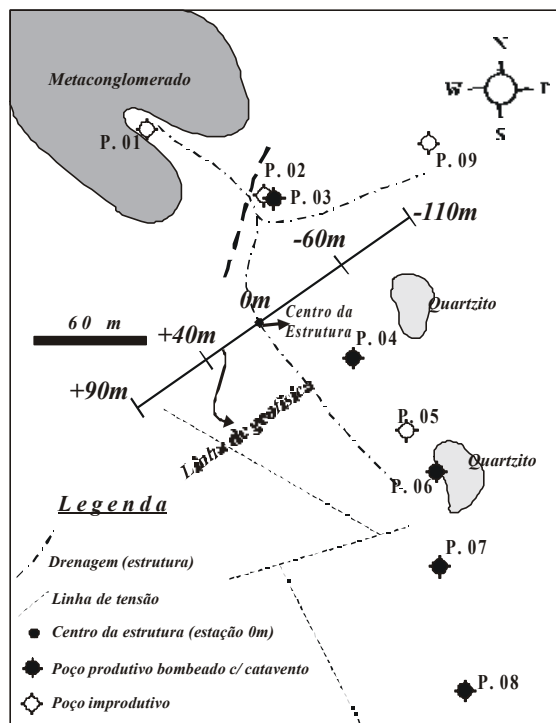 Metaconglomerado
N
W
S
P. 01
P. 02
P. 03
P. 09
-110m
-60m
0m
Centro da
Estrutura
Quartzito
60 m
+40m
P. 04
+90m
Linha de geofísica
P. 05
Quartzito
P. 06
Legenda
P. 07
Drenagem (estrutura)
Linha de tensão
Centro da estrutura (estação 0m)
Poço produtivo bombeado c/ catavento
P. 08
Poço improdutivo